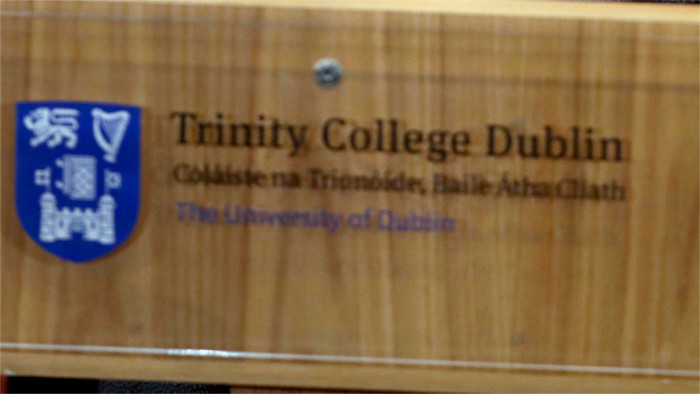 Trinity College Dublin
Coláiste na Tríonóide, Baile Átha Cliath
The University of Dublin